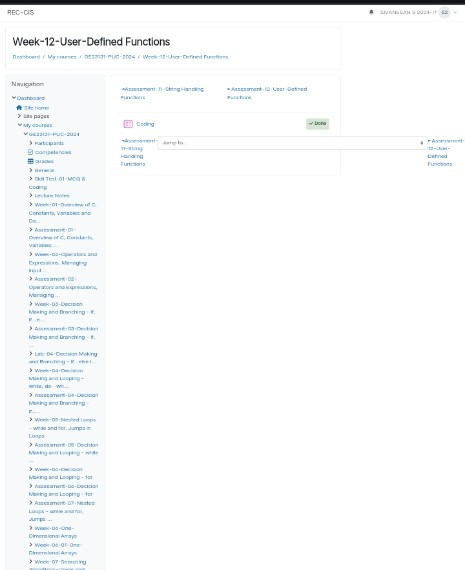 REC-CIS
Week-12-User-Defined Functions
Dashboard / My courses / GE23131-PUC-2024 / Week-12-User-Defined Functions
Navigation
Dashboard
Site home
Site pages
My courses
GE23131-PUC-2024
Participants
Competencies
Grades
General
Skill Test-01-MCQ &
Coding
Lecture Notes
Week-01-Overview of C,
Constants, Variables and
Da...
Assessment-01-
Overview of C, Constants,
Variables ...
Week-02-Operators and
Expressions, Managing
Input ...
Assessment-02-
Operators and Expressions,
Managing ...
Week-03-Decision
Making and Branching - if,
if...e...
Assessment-03-Decision
Making and Branching - if,
...
Lab-04-Decision Making
and Branching - if...else i...
Week-04-Decision
Making and Looping -
while, do -wh...
Assessment-04-Decision
Making and Branching -
if...
Week-05-Nested Loops
- while and for, Jumps in
Loops
Assessment-05-Decision
Making and Looping - while
...
Week-06-Decision
Making and Looping - for
Assessment-06-Decision
Making and Looping - for
Assessment-07-Nested
Loops - while and for,
Jumps ...
Week-06-One-
Dimensional Arrays
Week-06-01-One-
Dimensional Arrays
Week-07-Searching
Assessment-11-String Handling
Functions
Assessment-12-User-Defined
Functions
Coding
Done
Assessment-
11-String
Handling
Functions
Jump to...
Assessment-
12-User-
Defined
Functions